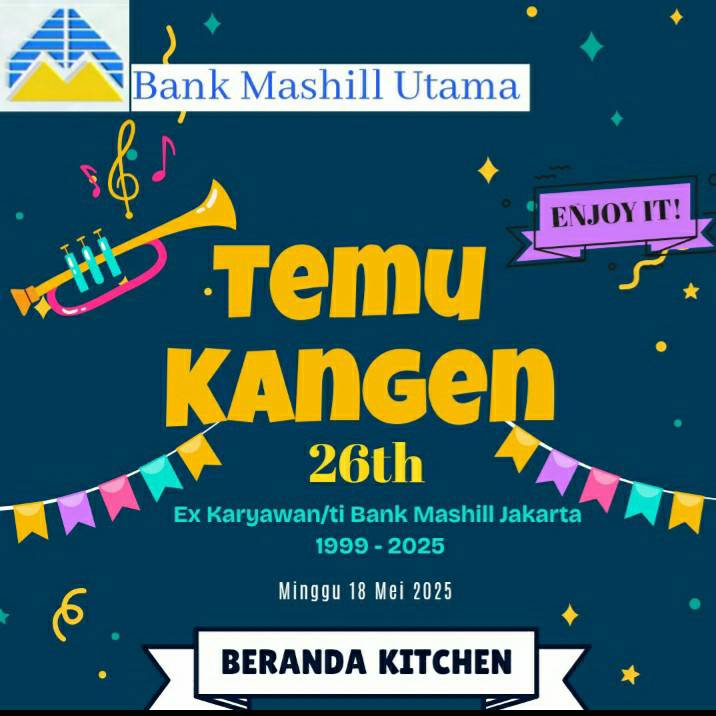 Bank Mashill Utama
ENJOY IT!
Temu
Kangen
26th
Ex Karyawan/ti Bank Mashill Jakarta
1999 - 2025
Minggu 18 Mei 2025
BERANDA KITCHEN